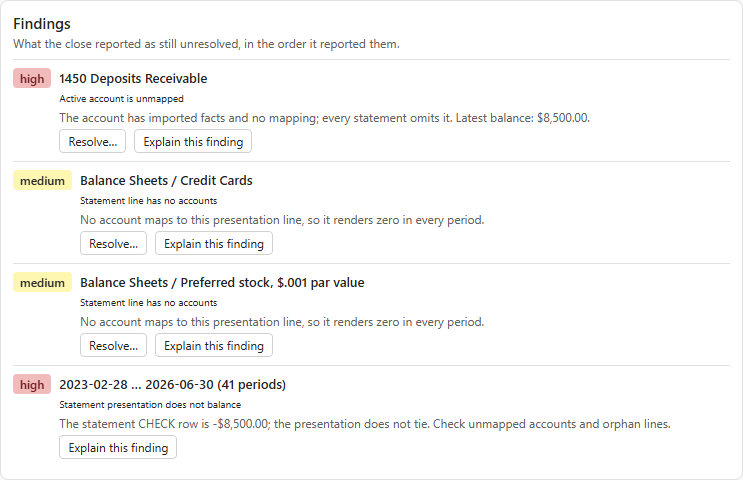 Findings
What the close reported as still unresolved, in the order it reported them.
high 1450 Deposits Receivable
Active account is unmapped
The account has imported facts and no mapping; every statement omits it. Latest balance: $8,500.00.
Resolve... Explain this finding
medium Balance Sheets / Credit Cards
Statement line has no accounts
No account maps to this presentation line, so it renders zero in every period.
Resolve... Explain this finding
medium Balance Sheets / Preferred stock, $.001 par value
Statement line has no accounts
No account maps to this presentation line, so it renders zero in every period.
Resolve... Explain this finding
high 2023-02-28 ... 2026-06-30 (41 periods)
Statement presentation does not balance
The statement CHECK row is -$8,500.00; the presentation does not tie. Check unmapped accounts and orphan lines.
Explain this finding